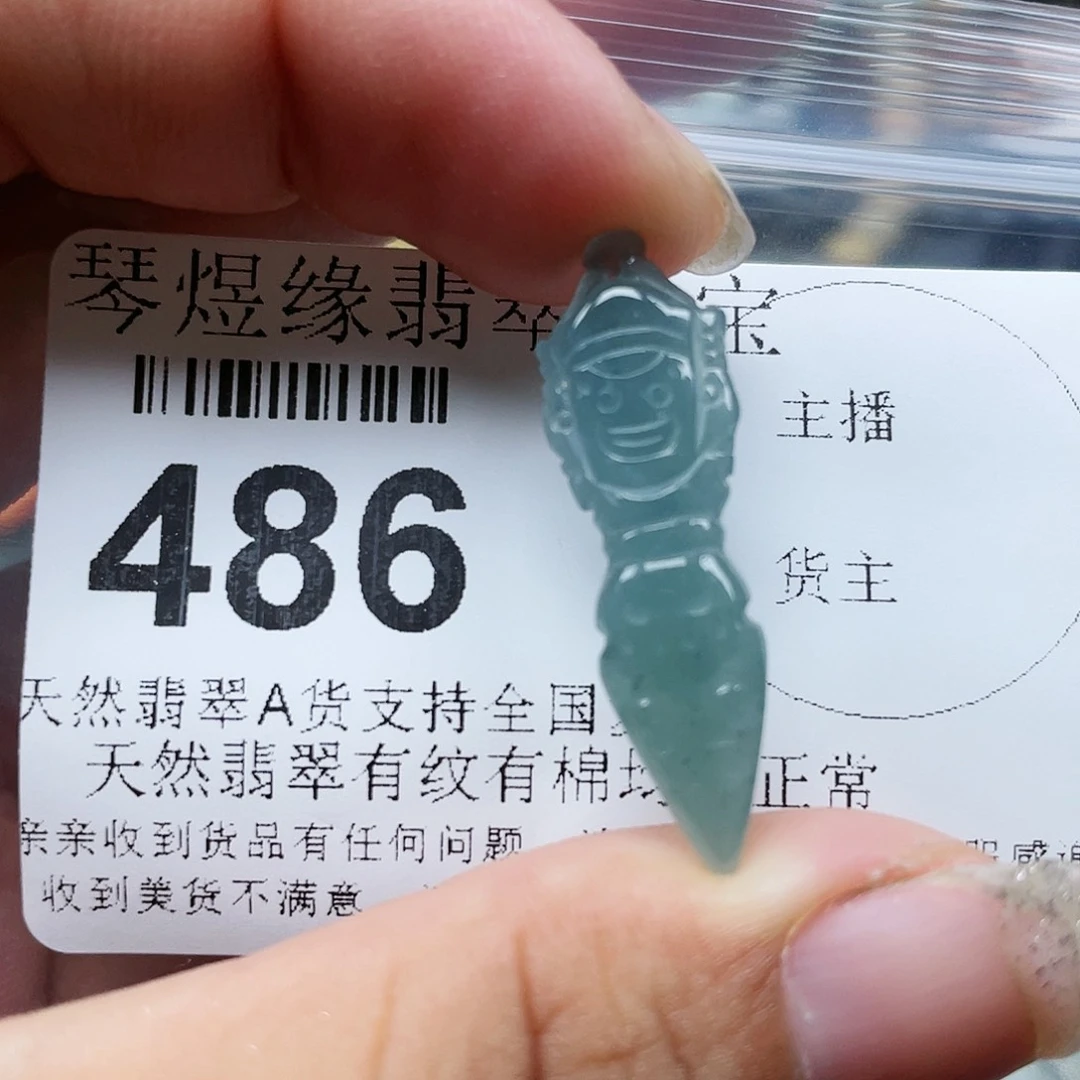 琴煜缘翡翠 宝
主播
486
货主
天然翡翠A货支持全国
天然翡翠有纹有棉 正常
亲亲收到货品有任何问题
收到美货不满意